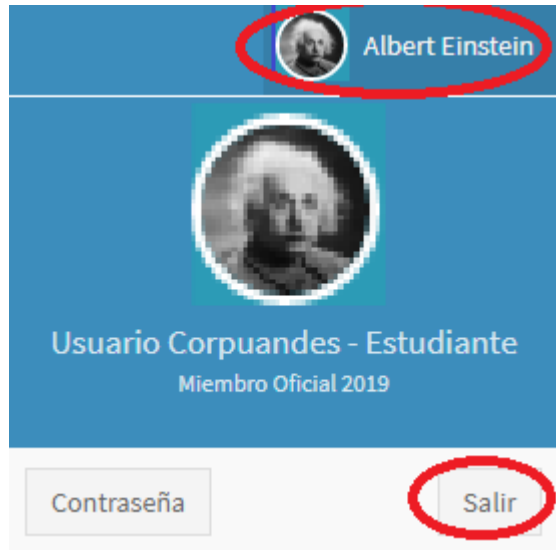 Albert Einstein
Usuario Corpuandes - Estudiante
Miembro Oficial 2019
Contraseña Salir